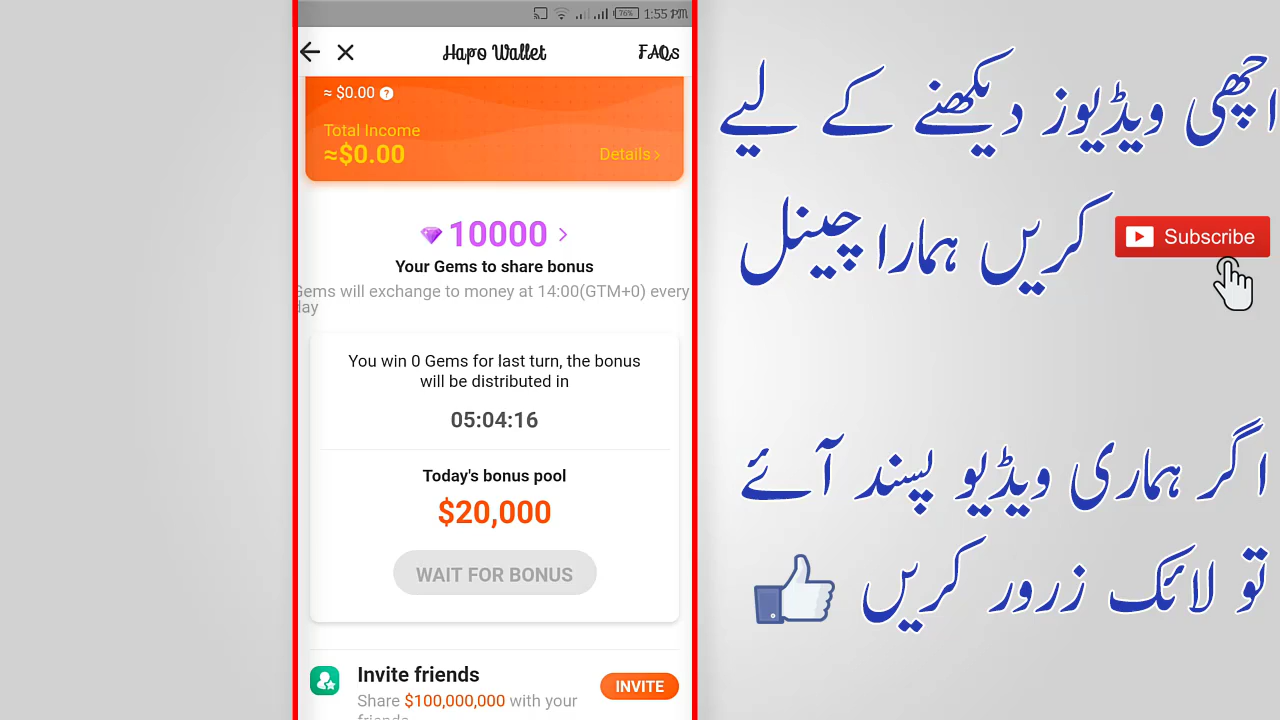 76% 1:55 PM
Hapo Wallet FAQs
≈ $0.00 ?
Total Income
≈$0.00
Details >
10000 >
Your Gems to share bonus
Gems will exchange to money at 14:00(GTM+0) every
day
You win 0 Gems for last turn, the bonus
will be distributed in
05:04:16
Today's bonus pool
$20,000
WAIT FOR BONUS
Invite friends
INVITE
Share $100,000,000 with your
friends
اچھی ویڈیوز دیکھنے کے لیے
کریں ہمارا چینل
Subscribe
اگر ہماری ویڈیو پسند آئے
تو لائک زرور کریں